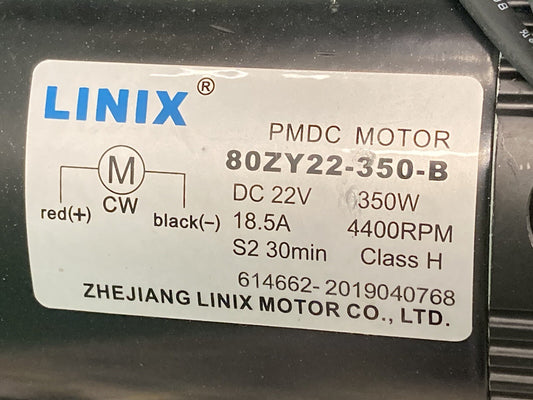 LINIX®
PMDC MOTOR
80ZY22-350-B
M
CW
red(+)
black(-)
DC 22V 350W
18.5A 4400RPM
S2 30min Class H
614662-2019040768
ZHEJIANG LINIX MOTOR CO., LTD.